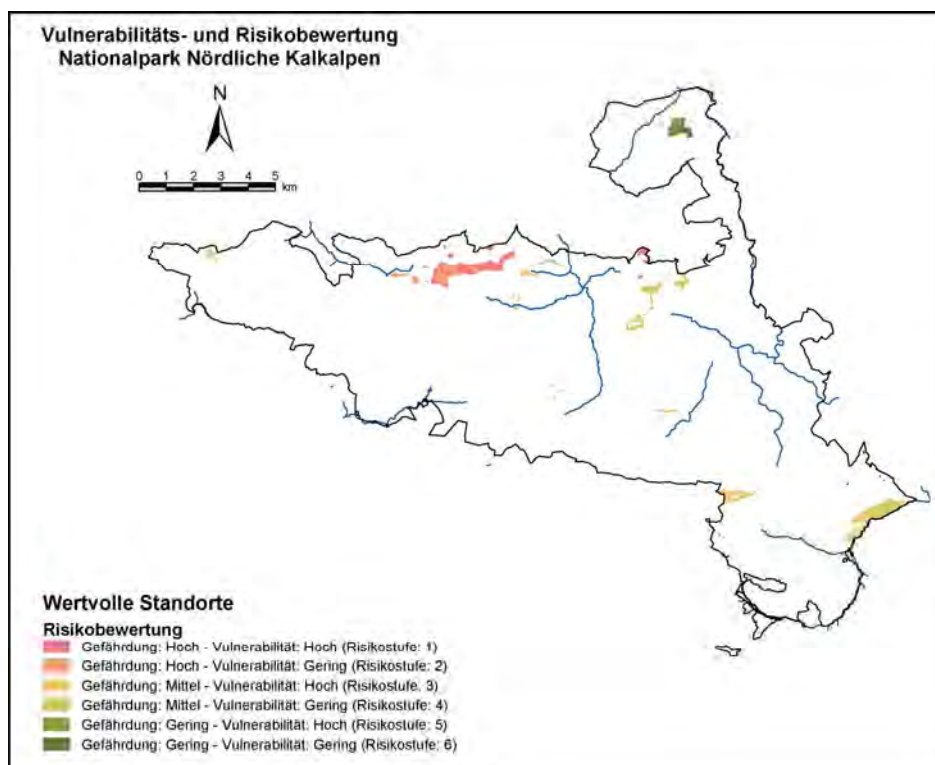 Vulnerabilitäts- und Risikobewertung
Nationalpark Nördliche Kalkalpen
N
0 1 2 3 4 5
km
Wertvolle Standorte
Risikobewertung
Gefährdung: Hoch - Vulnerabilität: Hoch (Risikostufe: 1)
Gefährdung: Hoch - Vulnerabilität: Gering (Risikostufe: 2)
Gefährdung: Mittel - Vulnerabilität: Hoch (Risikostufe: 3)
Gefährdung: Mittel - Vulnerabilität: Gering (Risikostufe: 4)
Gefährdung: Gering - Vulnerabilität: Hoch (Risikostufe: 5)
Gefährdung: Gering - Vulnerabilität: Gering (Risikostufe: 6)